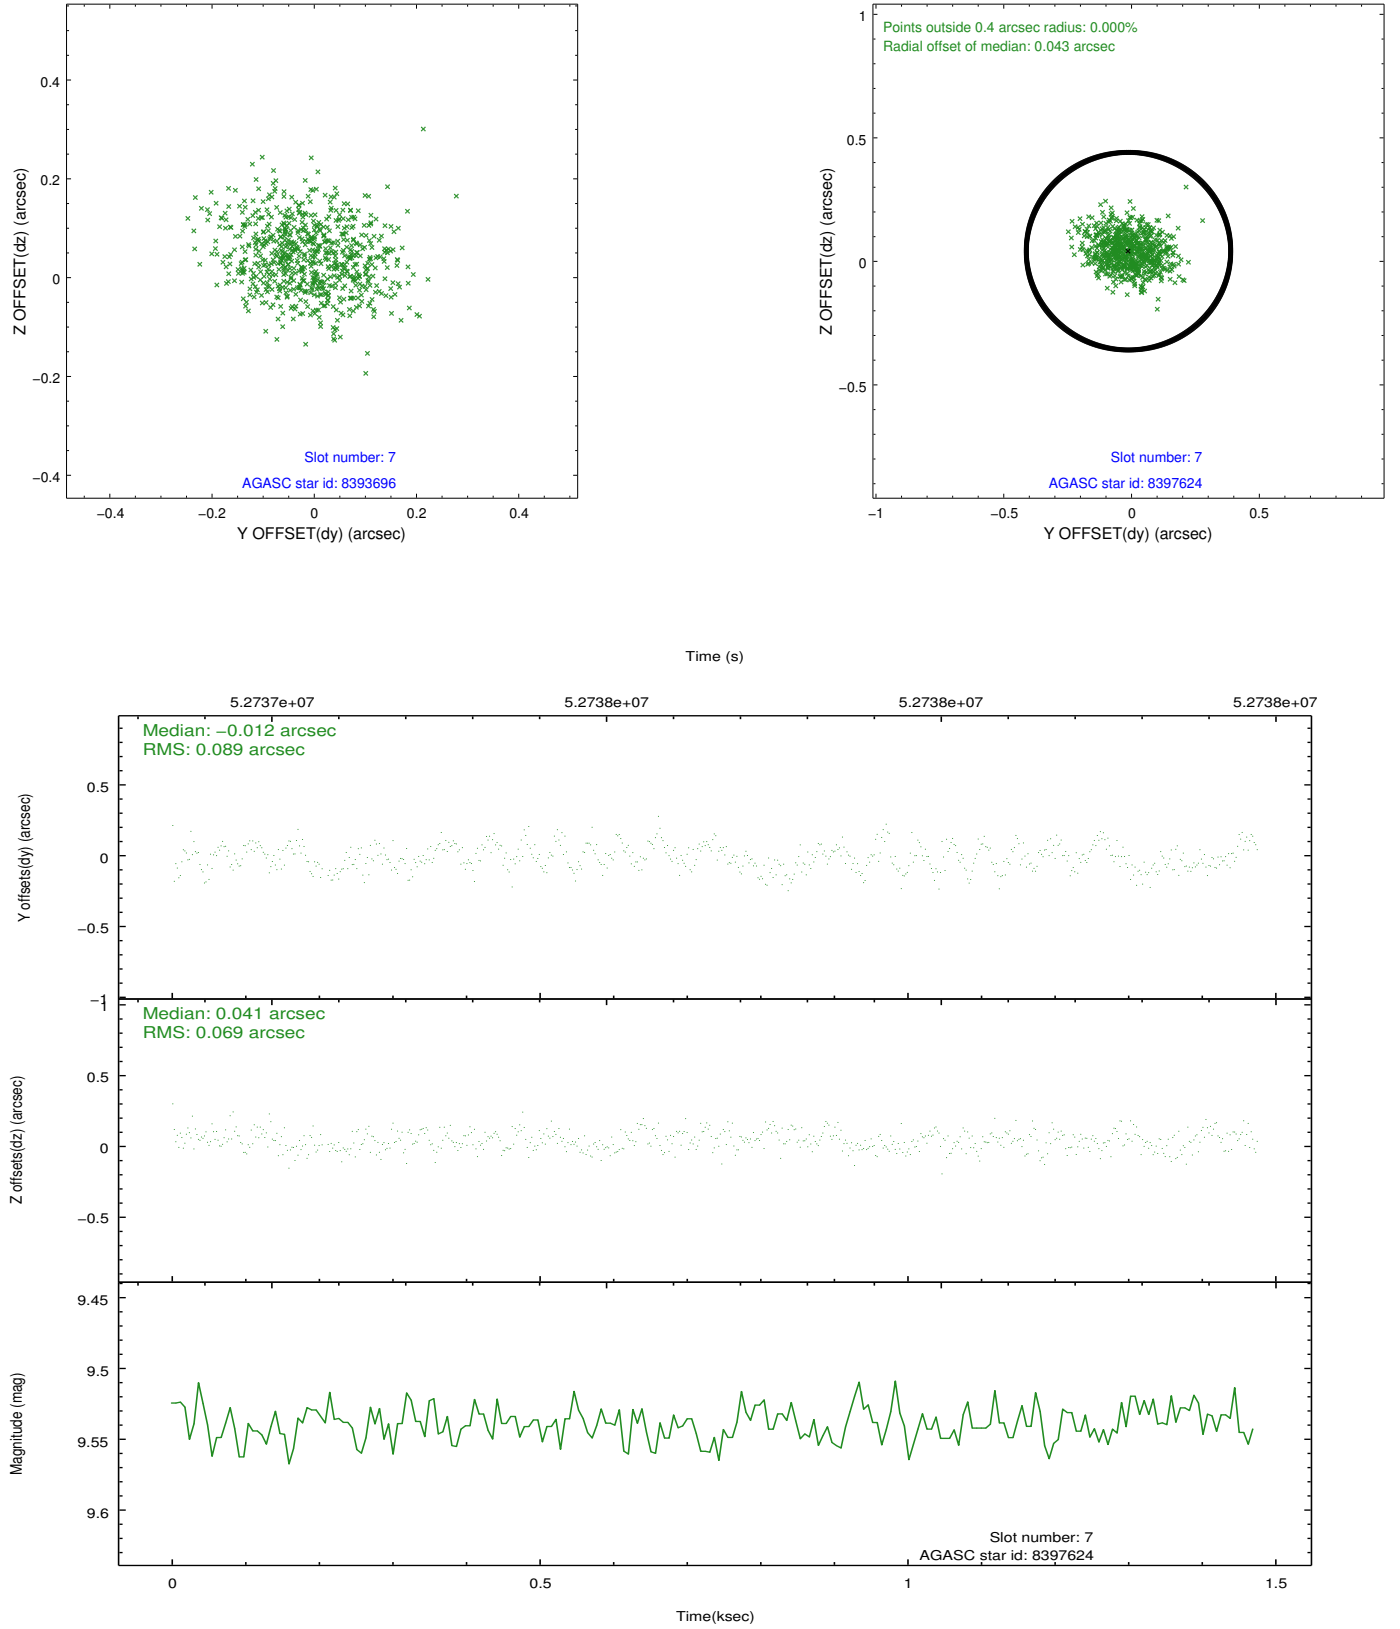 0.4
0.2
0
−0.2
−0.4
Z OFFSET(dz) (arcsec)
Slot number: 7
AGASC star id: 8393696
−0.4 −0.2 0 0.2 0.4
Y OFFSET(dy) (arcsec)
Points outside 0.4 arcsec radius: 0.000%
Radial offset of median: 0.043 arcsec
1
0.5
0
−0.5
Z OFFSET(dz) (arcsec)
Slot number: 7
AGASC star id: 8397624
−1 −0.5 0 0.5
Y OFFSET(dy) (arcsec)
Time (s)
5.2737e+07 5.2738e+07 5.2738e+07 5.2738e+07
Median: −0.012 arcsec
RMS: 0.089 arcsec
0.5
0
−0.5
−1
Y offsets(dy) (arcsec)
Median: 0.041 arcsec
RMS: 0.069 arcsec
1
0.5
0
−0.5
Z offsets(dz) (arcsec)
9.45
9.5
9.55
9.6
Magnitude (mag)
Slot number: 7
AGASC star id: 8397624
0 0.5 1 1.5
Time(ksec)